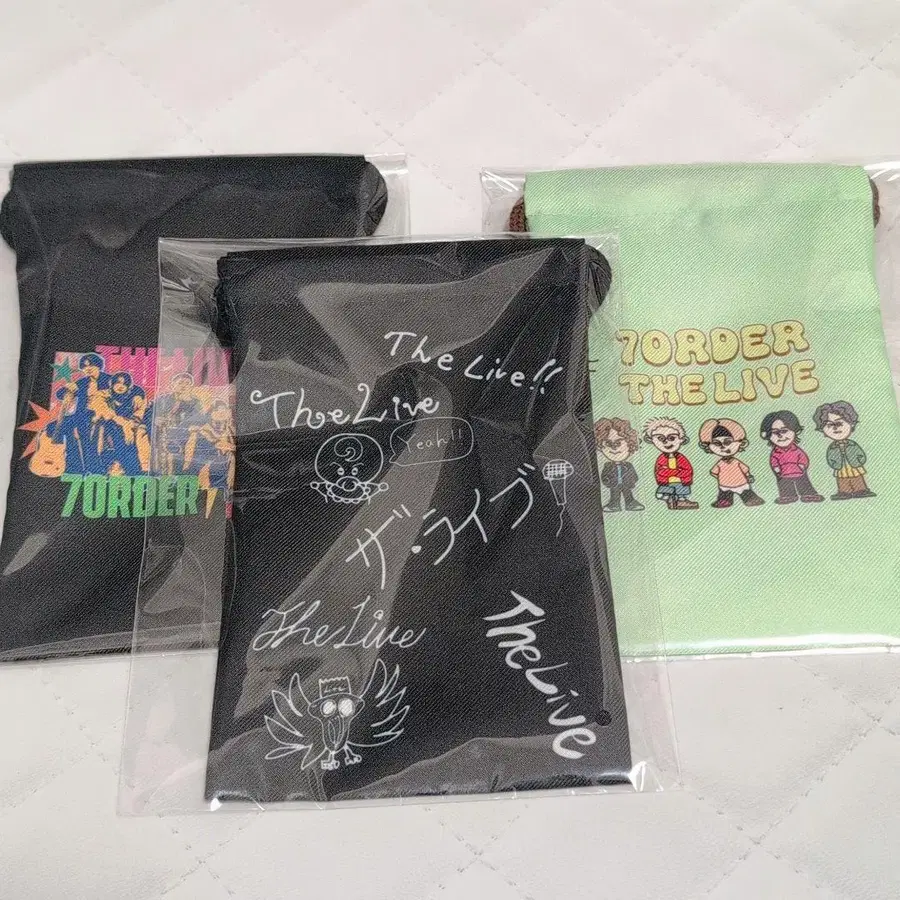 7ORDER
The Live!!
The Live
Yeah!!
ザ・ライブ
The Live
The Live
7ORDER
THE LIVE